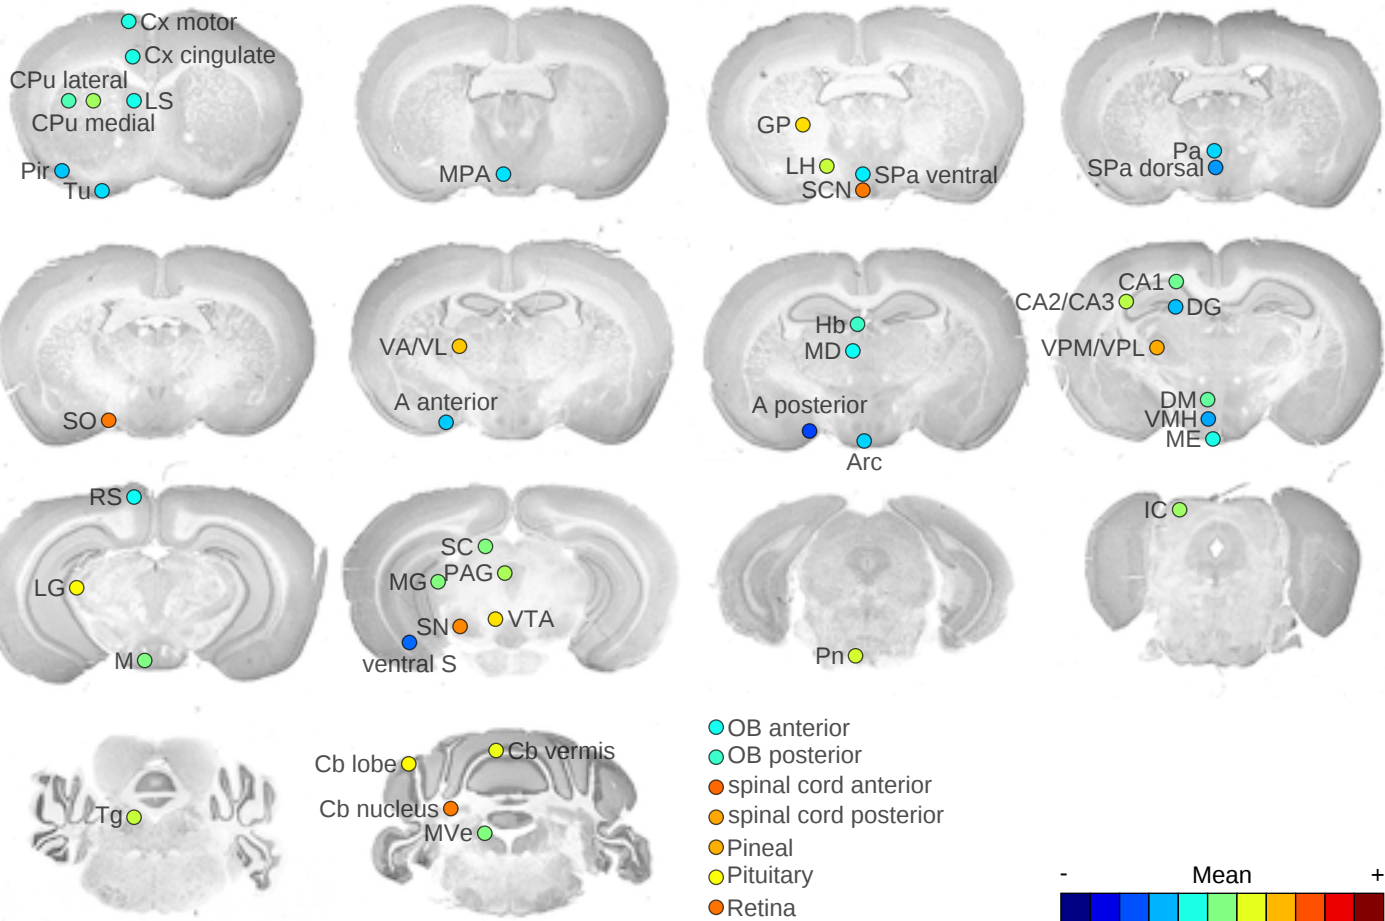 Cx motor
Cx cingulate
CPu lateral
LS
CPu medial
Pir
Tu
MPA
GP
LH
SPa ventral
SCN
Pa
SPa dorsal
SO
VA/VL
A anterior
Hb
MD
A posterior
Arc
CA1
CA2/CA3
DG
VPM/VPL
DM
VMH
ME
RS
LG
M
SC
MG
PAG
SN
VTA
ventral S
Pn
IC
Tg
Cb lobe
Cb vermis
Cb nucleus
MVe
OB anterior
OB posterior
spinal cord anterior
spinal cord posterior
Pineal
Pituitary
Retina
- Mean +